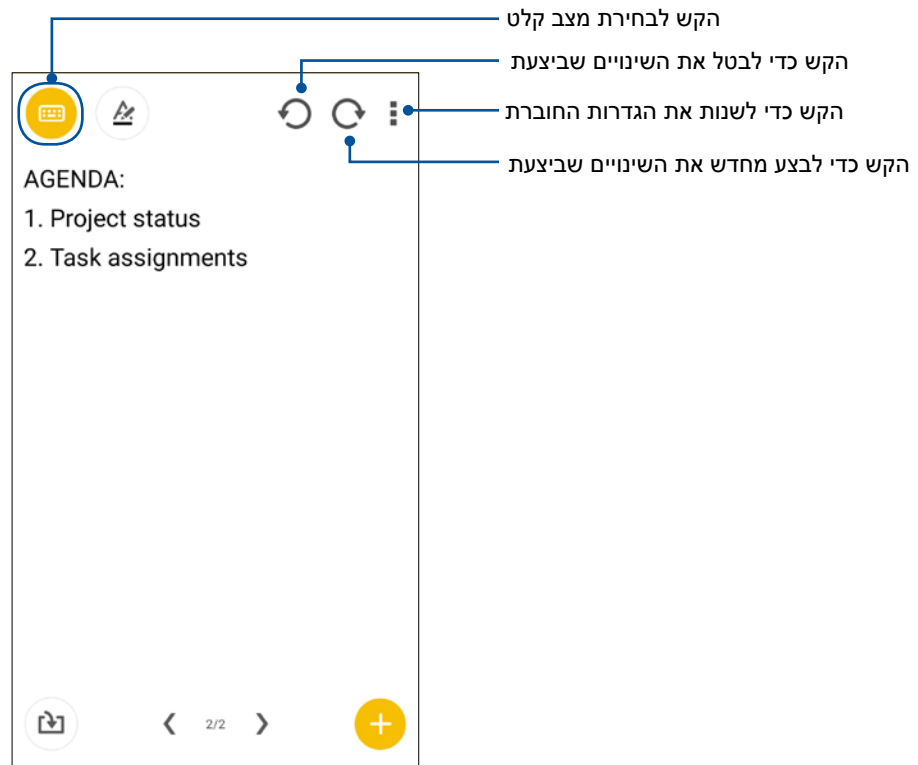 הקש לבחירת מצב קלט
הקש כדי לבטל את השינויים שביצעת
הקש כדי לשנות את הגדרות החוברת
הקש כדי לבצע מחדש את השינויים שביצעת
AGENDA:
1. Project status
2. Task assignments
2/2